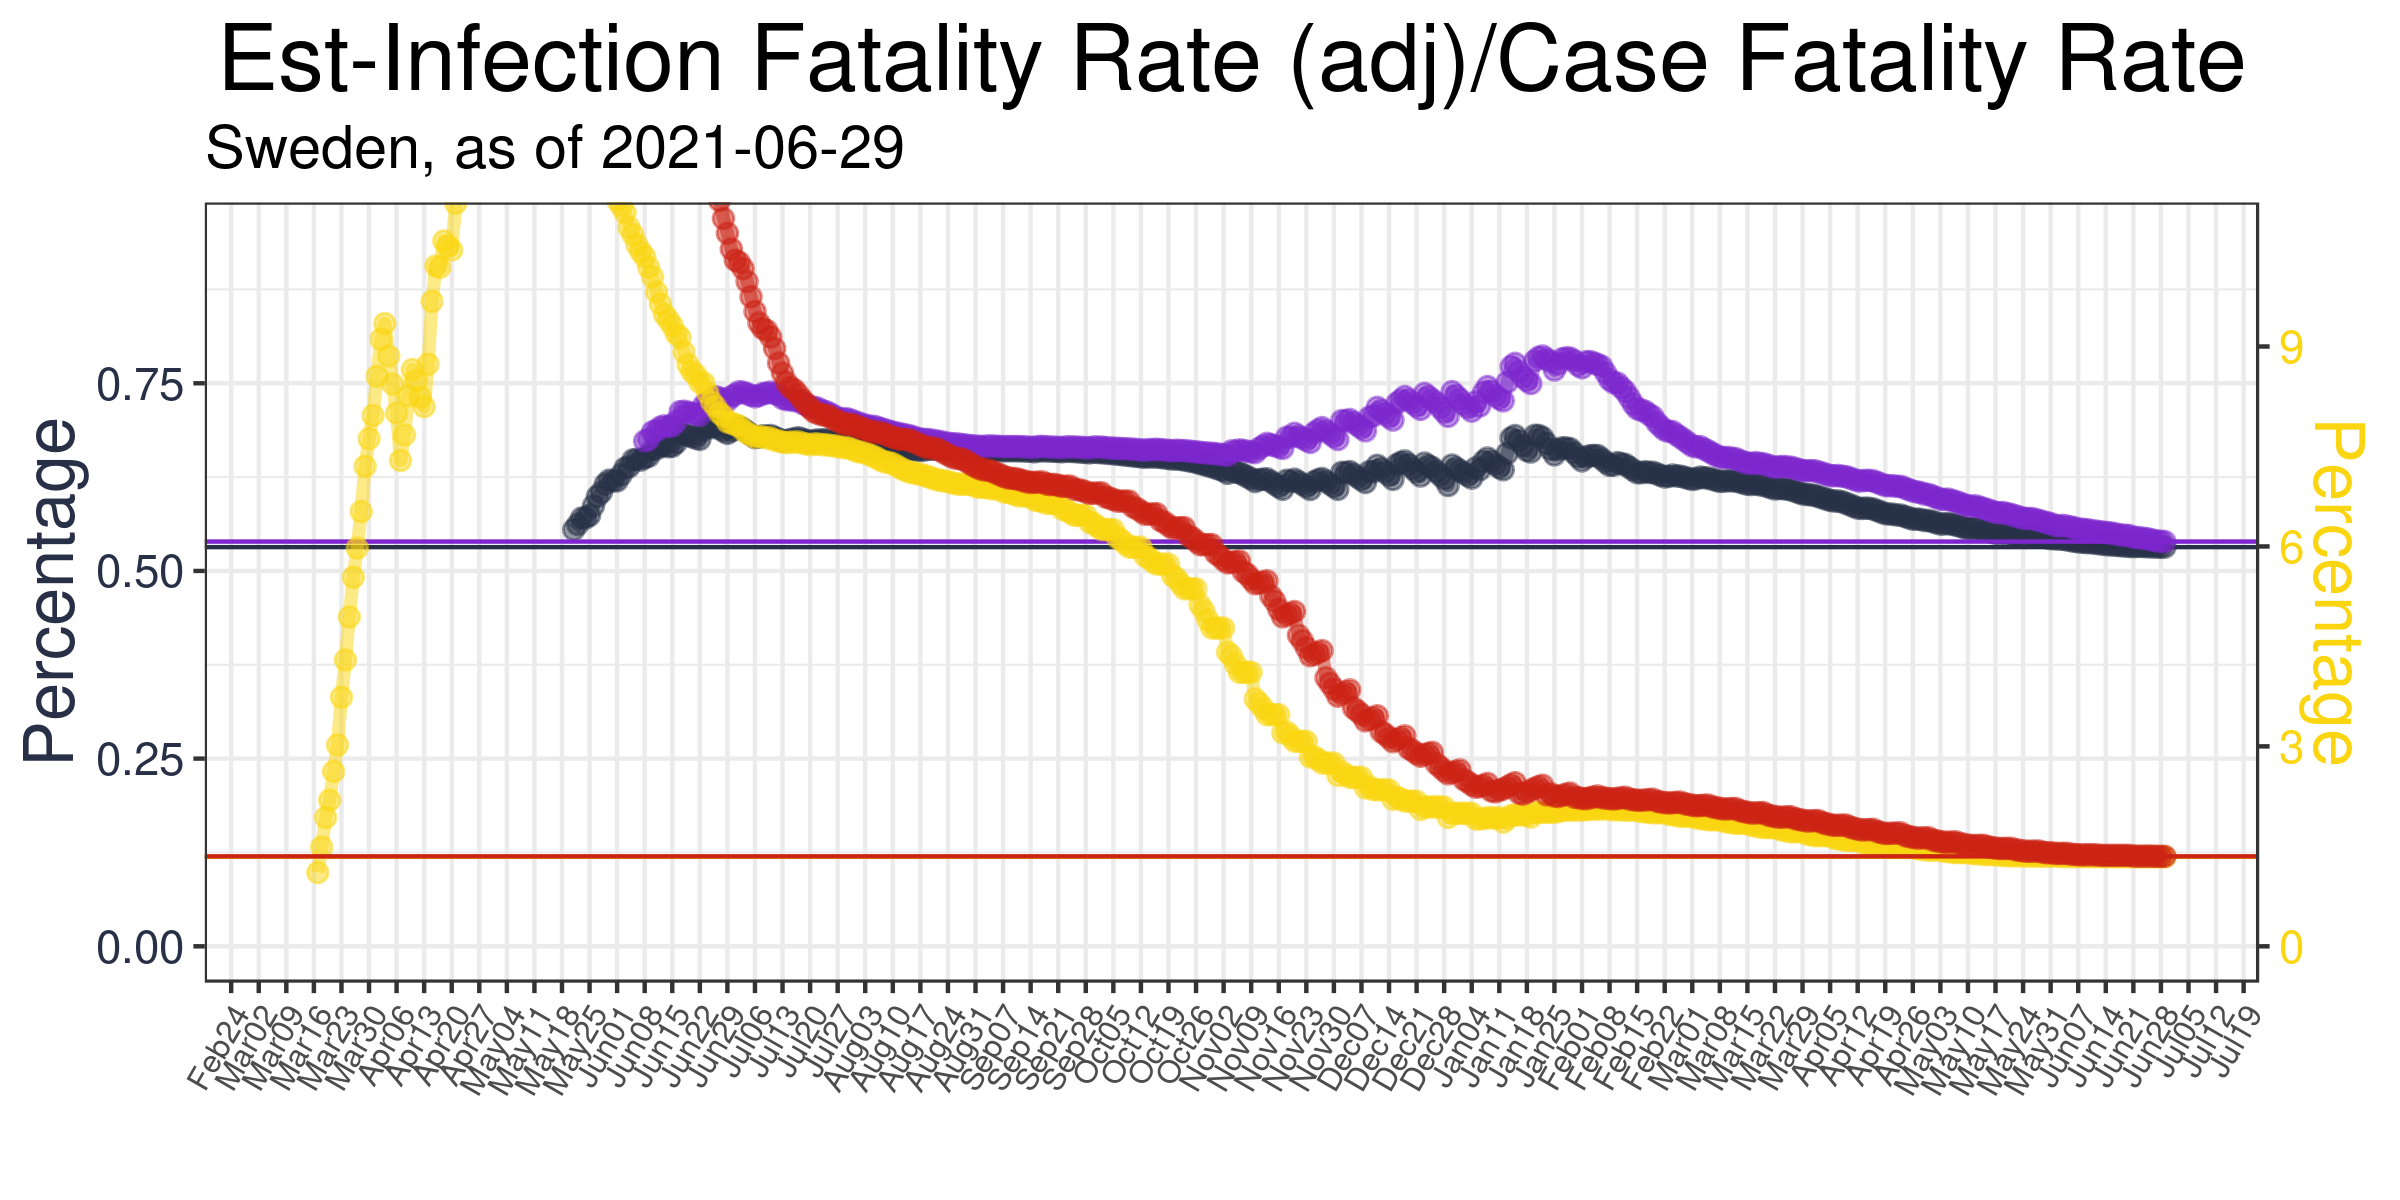 Est-Infection Fatality Rate (adj)/Case Fatality Rate
Sweden, as of 2021-06-29
Percentage
0.75
0.50
0.25
0.00
9
6
3
0
Percentage
Feb24
Mar02
Mar09
Mar16
Mar23
Mar30
Apr06
Apr13
Apr20
Apr27
May04
May11
May18
May25
Jun01
Jun08
Jun15
Jun22
Jun29
Jul06
Jul13
Jul20
Jul27
Aug03
Aug10
Aug17
Aug24
Aug31
Sep07
Sep14
Sep21
Sep28
Oct05
Oct12
Oct19
Oct26
Nov02
Nov09
Nov16
Nov23
Nov30
Dec07
Dec14
Dec21
Dec28
Jan04
Jan11
Jan18
Jan25
Feb01
Feb08
Feb15
Feb22
Mar01
Mar08
Mar15
Mar22
Mar29
Apr05
Apr12
Apr19
Apr26
May03
May10
May17
May24
May31
Jun07
Jun14
Jun21
Jun28
Jul05
Jul12
Jul19